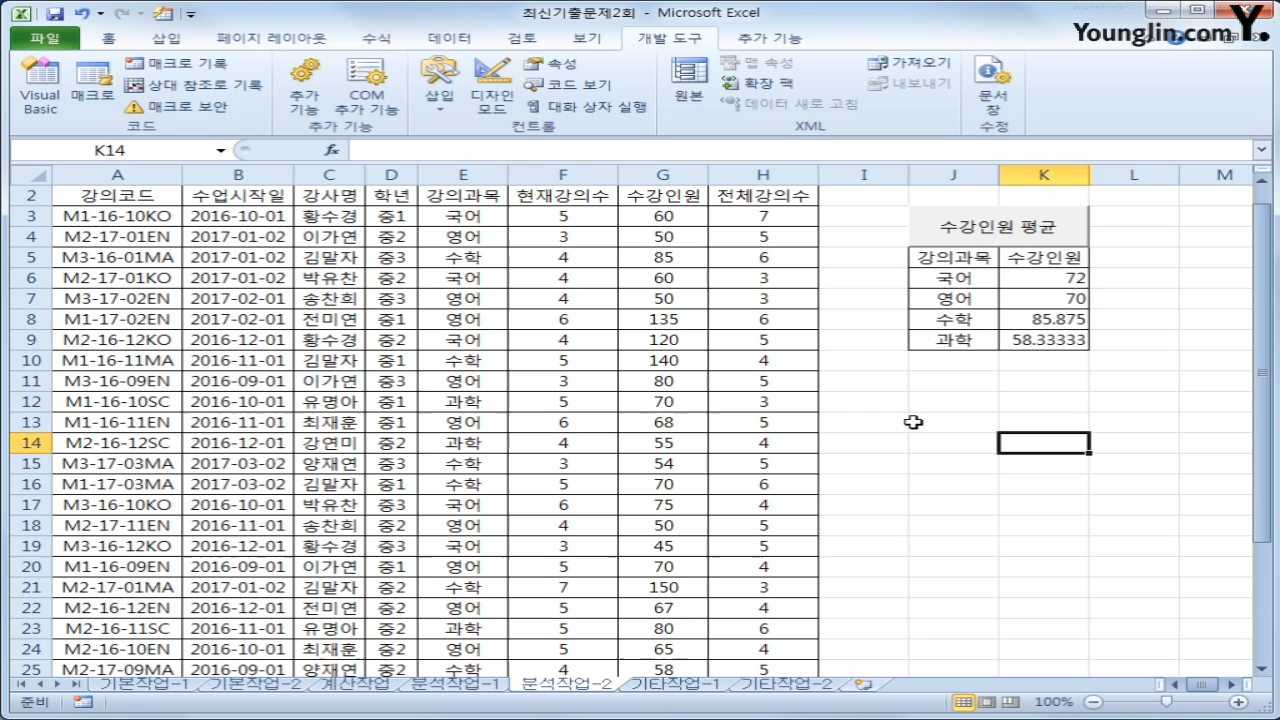 최신기출문제2회 - Microsoft Excel
Younglin.com Y.
파일 홈 삽입 페이지 레이아웃 수식 데이터 검토 보기 개발 도구 추가 기능
Visual Basic
매크로
매크로 기록
상대 참조로 기록
매크로 보안
코드
추가 기능
COM 추가 기능
추가 기능
삽입
디자인 모드
속성
코드 보기
대화 상자 실행
컨트롤
원본
맵 속성
확장 팩
데이터 새로 고침
가져오기
내보내기
XML
문서 창
수정
K14 fx
A B C D E F G H I J K L M
2 강의코드 수업시작일 강사명 학년 강의과목 현재강의수 수강인원 전체강의수
3 M1-16-10KO 2016-10-01 황수경 중1 국어 5 60 7
수강인원 평균
4 M2-17-01EN 2017-01-02 이가연 중2 영어 3 50 5
5 M3-16-01MA 2017-01-02 김말자 중3 수학 4 85 6 강의과목 수강인원
6 M2-17-01KO 2017-01-02 박유찬 중2 국어 4 60 3 국어 72
7 M3-17-02EN 2017-02-01 송찬희 중3 영어 4 50 3 영어 70
8 M1-17-02EN 2017-02-01 전미연 중1 영어 6 135 6 수학 85.875
9 M2-16-12KO 2016-12-01 황수경 중2 국어 4 120 5 과학 58.33333
10 M1-16-11MA 2016-11-01 김말자 중1 수학 5 140 4
11 M3-16-09EN 2016-09-01 이가연 중3 영어 3 80 5
12 M1-16-10SC 2016-10-01 유명아 중1 과학 5 70 3
13 M1-16-11EN 2016-11-01 최재훈 중1 영어 6 68 5
14 M2-16-12SC 2016-12-01 강연미 중2 과학 4 55 4
15 M3-17-03MA 2017-03-02 양재연 중3 수학 3 54 5
16 M1-17-03MA 2017-03-02 김말자 중1 수학 5 70 6
17 M3-16-10KO 2016-10-01 박유찬 중3 국어 6 75 4
18 M2-17-11EN 2016-11-01 송찬희 중2 영어 4 50 5
19 M3-16-12KO 2016-12-01 황수경 중3 국어 3 45 5
20 M1-16-09EN 2016-09-01 이가연 중1 영어 5 70 4
21 M2-17-01MA 2017-01-02 김말자 중2 수학 7 150 3
22 M2-16-12EN 2016-12-01 전미연 중2 영어 5 67 4
23 M2-16-11SC 2016-11-01 유명아 중2 과학 5 80 6
24 M2-16-10EN 2016-10-01 최재훈 중2 영어 5 65 4
25 M2-17-09MA 2016-09-01 양재연 중2 수학 4 58 5
기본작업-1 기본작업-2 계산작업 분석작업-1 분석작업-2 기타작업-1 기타작업-2
준비 100%